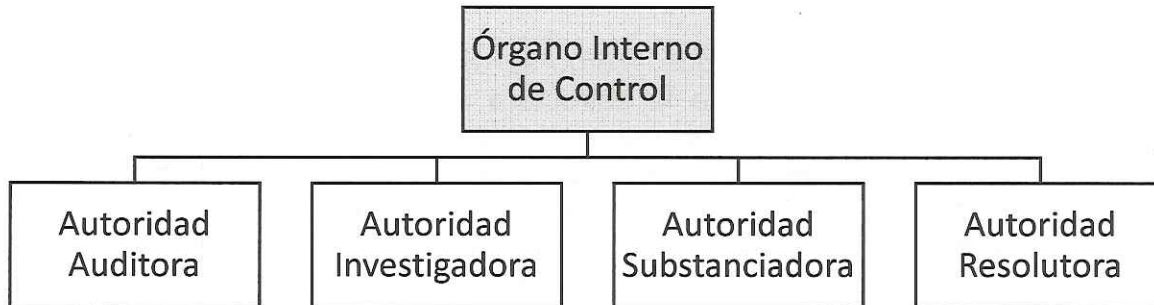 Órgano Interno
de Control
Autoridad
Auditora
Autoridad
Investigadora
Autoridad
Substanciadora
Autoridad
Resolutora